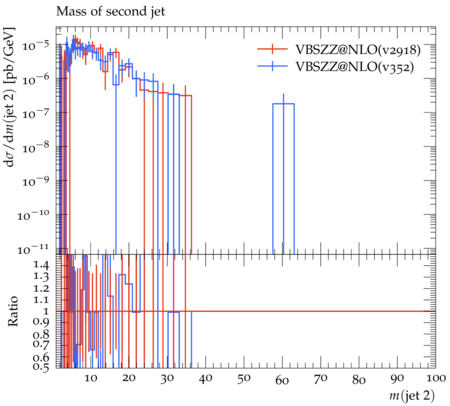 Mass of second jet
dσ/dm(jet 2) [pb/GeV]
VBSZZ@NLO(v2918)
VBSZZ@NLO(v352)
10⁻⁵
10⁻⁶
10⁻⁷
10⁻⁸
10⁻⁹
10⁻¹⁰
10⁻¹¹
Ratio
1.4
1.3
1.2
1.1
1
0.9
0.8
0.7
0.6
0.5
10 20 30 40 50 60 70 80 90 100
m(jet 2)